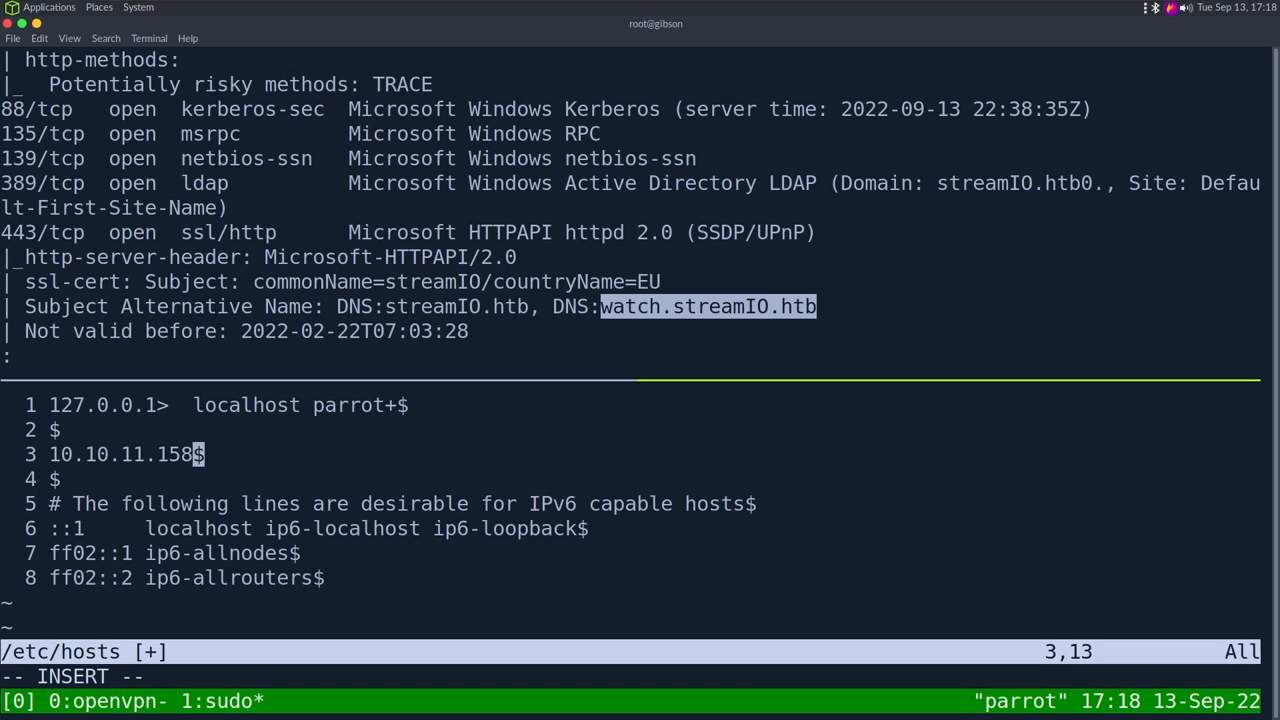 Applications Places System Tue Sep 13, 17:18
root@gibson
File Edit View Search Terminal Help
| http-methods:
|_  Potentially risky methods: TRACE
88/tcp  open  kerberos-sec  Microsoft Windows Kerberos (server time: 2022-09-13 22:38:35Z)
135/tcp  open  msrpc         Microsoft Windows RPC
139/tcp  open  netbios-ssn   Microsoft Windows netbios-ssn
389/tcp  open  ldap          Microsoft Windows Active Directory LDAP (Domain: streamIO.htb0., Site: Defau
lt-First-Site-Name)
443/tcp  open  ssl/http      Microsoft HTTPAPI httpd 2.0 (SSDP/UPnP)
|_http-server-header: Microsoft-HTTPAPI/2.0
| ssl-cert: Subject: commonName=streamIO/countryName=EU
| Subject Alternative Name: DNS:streamIO.htb, DNS:watch.streamIO.htb
| Not valid before: 2022-02-22T07:03:28
:
1 127.0.0.1>  localhost parrot+$
2 $
3 10.10.11.158$
4 $
5 # The following lines are desirable for IPv6 capable hosts$
6 ::1     localhost ip6-localhost ip6-loopback$
7 ff02::1 ip6-allnodes$
8 ff02::2 ip6-allrouters$
~
~
/etc/hosts [+] 3,13 All
-- INSERT --
[0] 0:openvpn- 1:sudo* "parrot" 17:18 13-Sep-22